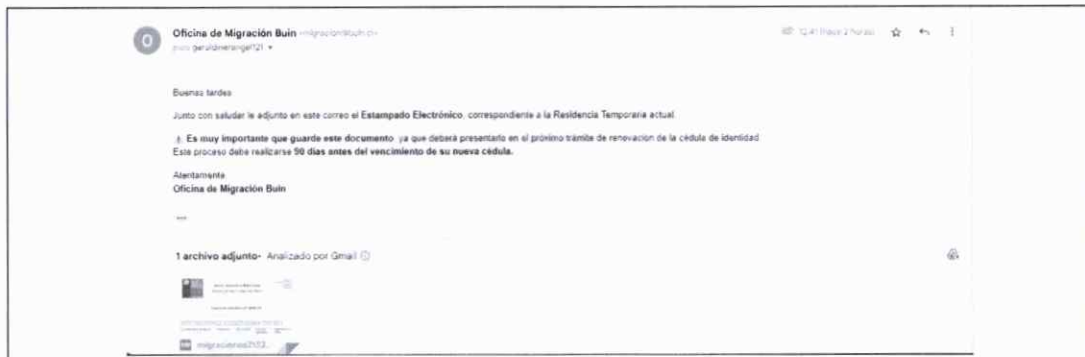 O
Oficina de Migración Buin
para geraldinerangel121
Buenas tardes
Junto con saludar le adjunto en este correo el Estampado Electrónico, correspondiente a la Residencia Temporaria actual.
Es muy importante que guarde este documento, ya que deberá presentarlo en el próximo trámite de renovación de la cédula de identidad
Este proceso debe realizarse 90 días antes del vencimiento de su nueva cédula.
Atentamente
Oficina de Migración Buin
1 archivo adjunto• Analizado por Gmail